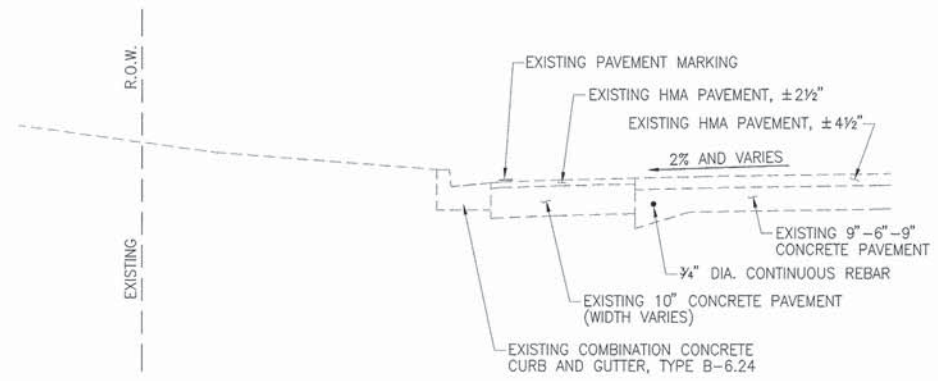 R.O.W.
EXISTING
EXISTING PAVEMENT MARKING
EXISTING HMA PAVEMENT, ±2½"
EXISTING HMA PAVEMENT, ±4½"
2% AND VARIES
EXISTING 9"-6"-9"
CONCRETE PAVEMENT
¾" DIA. CONTINUOUS REBAR
EXISTING 10" CONCRETE PAVEMENT
(WIDTH VARIES)
EXISTING COMBINATION CONCRETE
CURB AND GUTTER, TYPE B-6.24